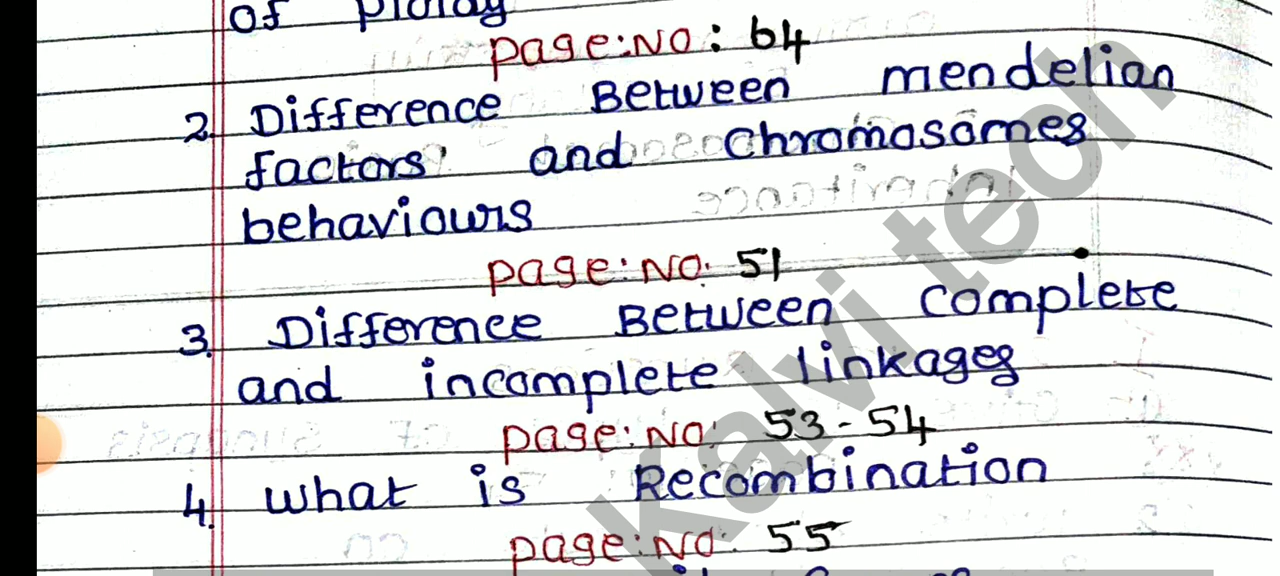 of
page:No: 64
2. Difference Between mendelian
factors and Chromosomes
behaviours
page:No: 51
3. Difference Between complete
and incomplete linkages
page:No: 53-54
4. What is Recombination
page:No: 55
Kalvi tech